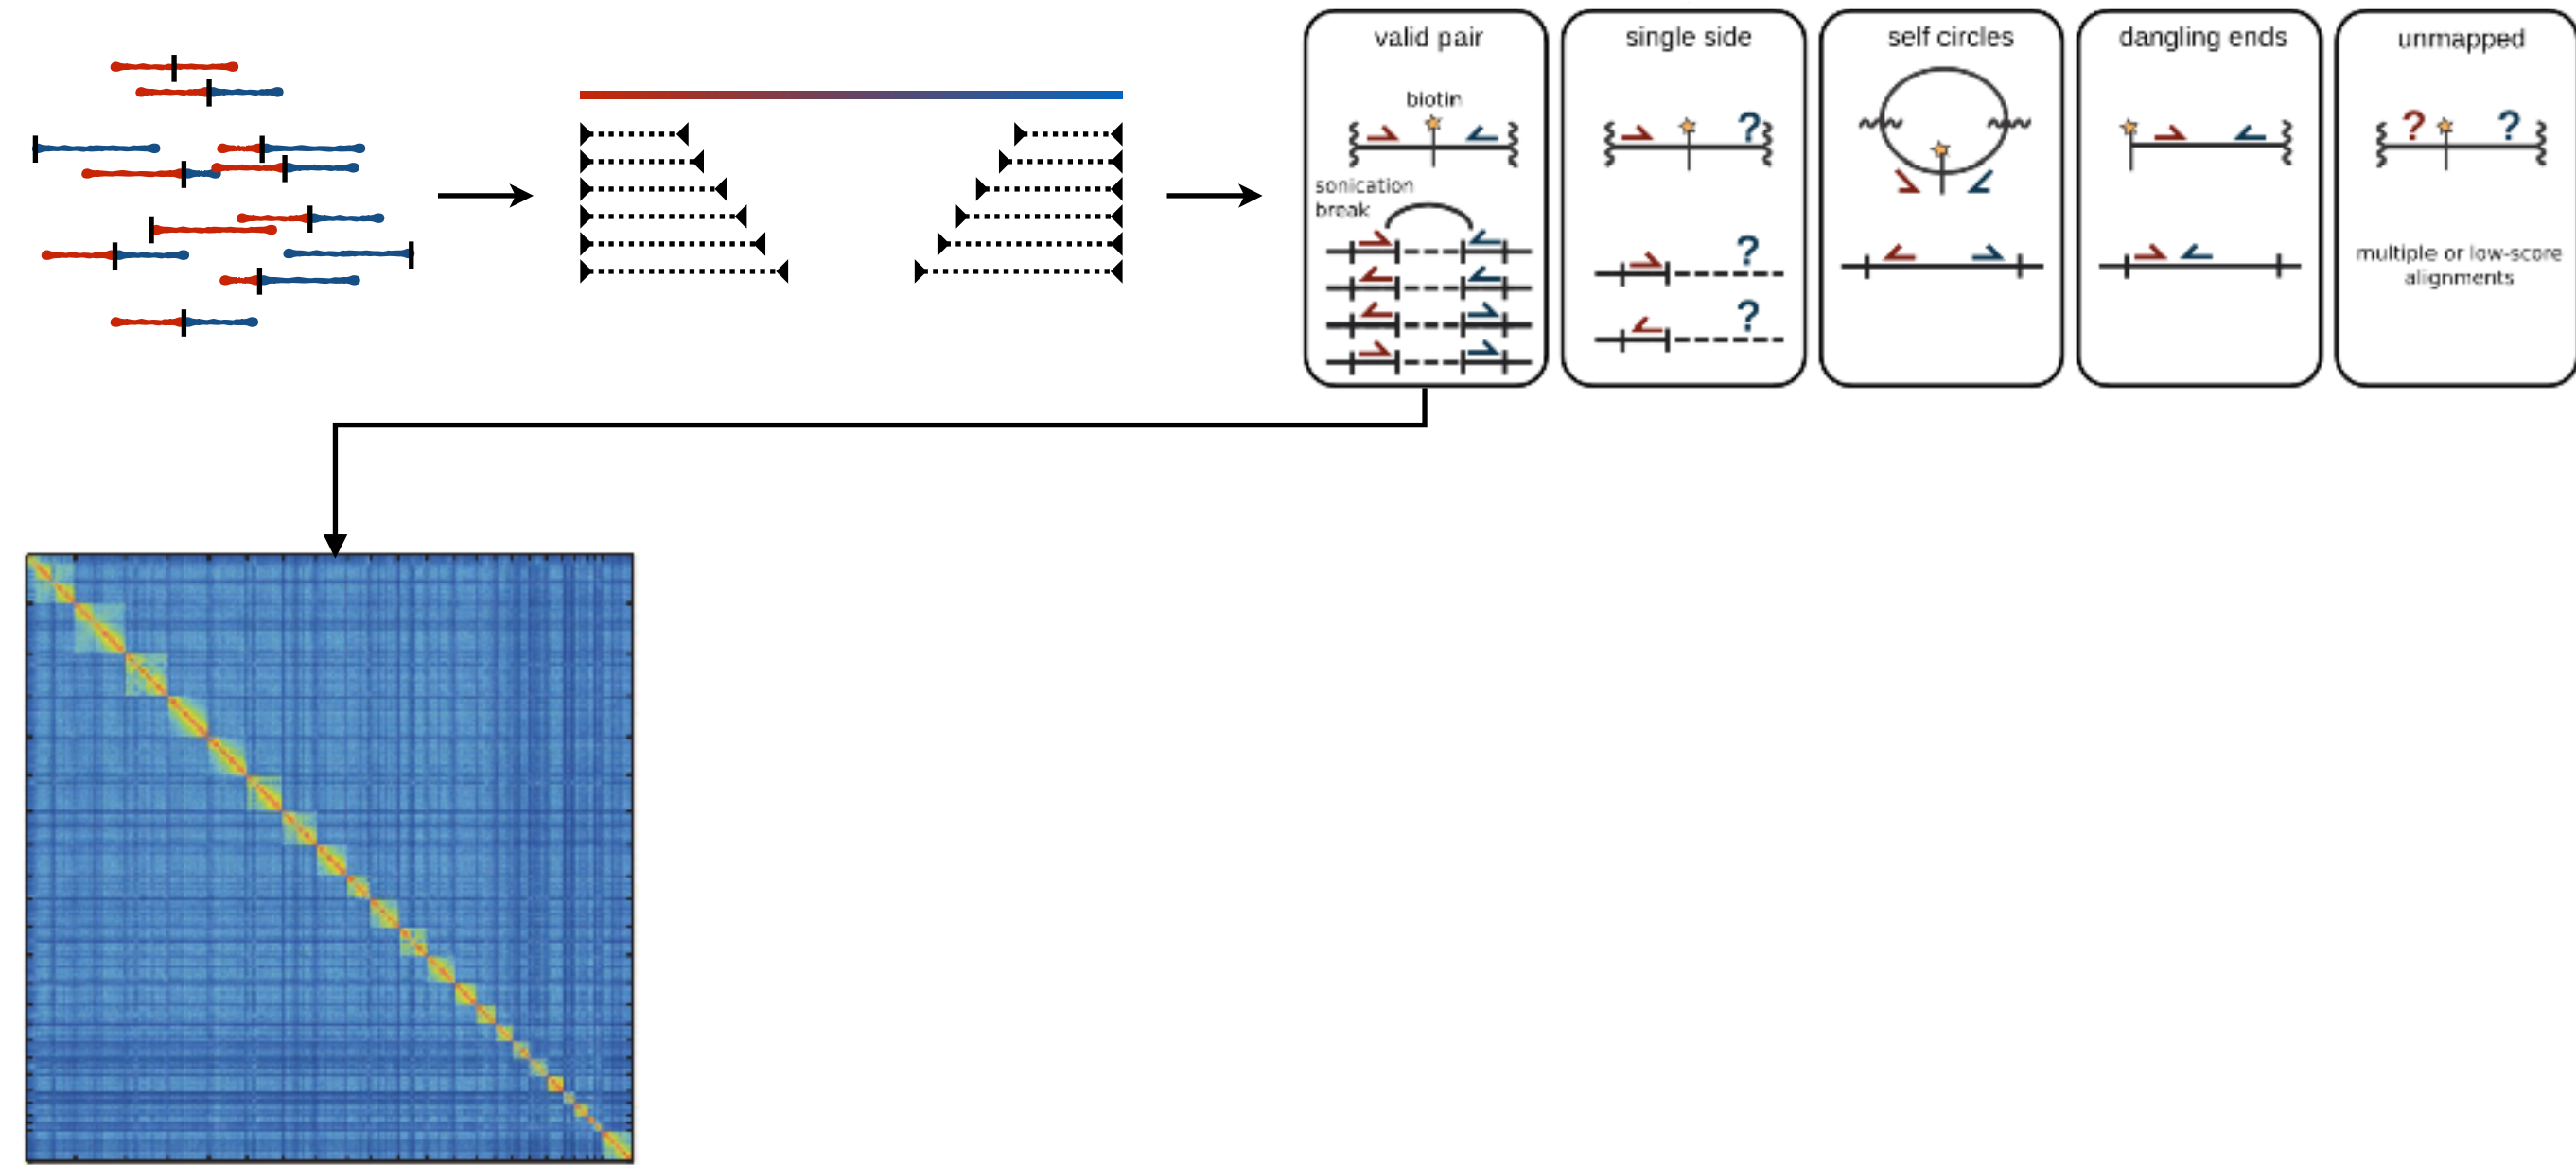 valid pair
biotin
sonication
break
single side
?
?
?
self circles
dangling ends
unmapped
? ?
multiple or low-score
alignments